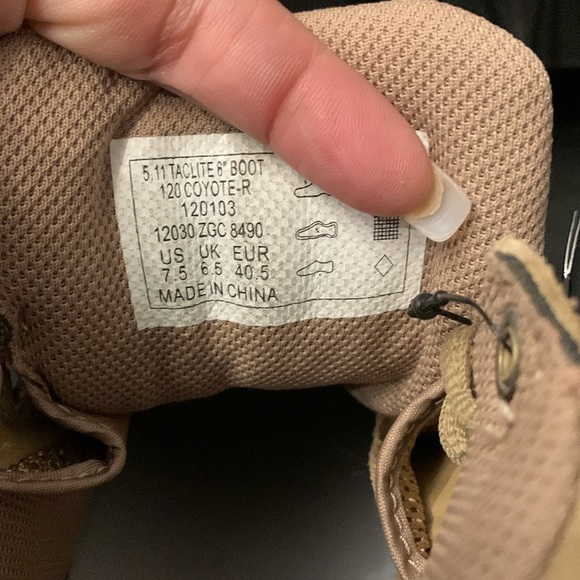 5.11 TACLITE 6" BOOT
120 COYOTE-R
120103
12030 ZGC 8490
US UK EUR
7.5 6.5 40.5
MADE IN CHINA